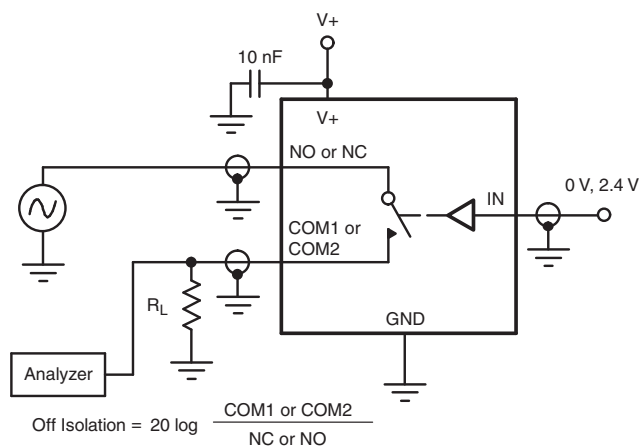 V+
10 nF
V+
NO or NC
0 V, 2.4 V
IN
COM1 or
COM2
RL
GND
Analyzer
Off Isolation = 20 log COM1 or COM2
NC or NO